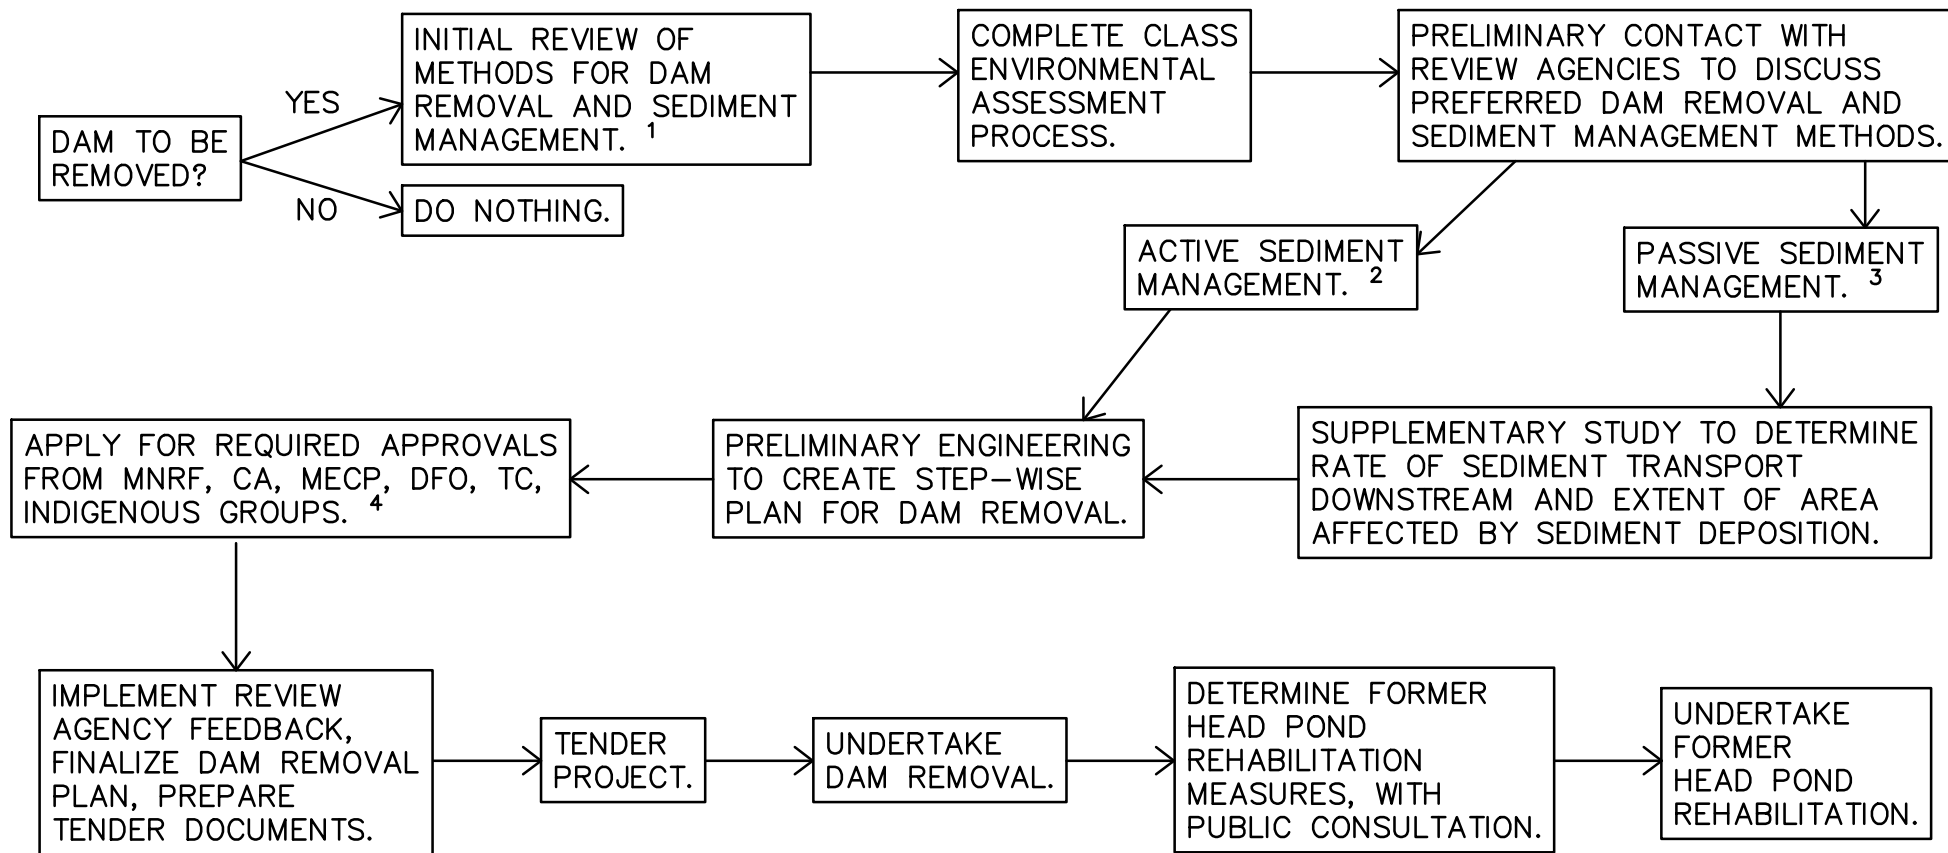 DAM TO BE
REMOVED?
YES
NO
INITIAL REVIEW OF
METHODS FOR DAM
REMOVAL AND SEDIMENT
MANAGEMENT. 1
DO NOTHING.
COMPLETE CLASS
ENVIRONMENTAL
ASSESSMENT
PROCESS.
PRELIMINARY CONTACT WITH
REVIEW AGENCIES TO DISCUSS
PREFERRED DAM REMOVAL AND
SEDIMENT MANAGEMENT METHODS.
ACTIVE SEDIMENT
MANAGEMENT. 2
PASSIVE SEDIMENT
MANAGEMENT. 3
SUPPLEMENTARY STUDY TO DETERMINE
RATE OF SEDIMENT TRANSPORT
DOWNSTREAM AND EXTENT OF AREA
AFFECTED BY SEDIMENT DEPOSITION.
PRELIMINARY ENGINEERING
TO CREATE STEP-WISE
PLAN FOR DAM REMOVAL.
APPLY FOR REQUIRED APPROVALS
FROM MNRF, CA, MECP, DFO, TC,
INDIGENOUS GROUPS. 4
IMPLEMENT REVIEW
AGENCY FEEDBACK,
FINALIZE DAM REMOVAL
PLAN, PREPARE
TENDER DOCUMENTS.
TENDER
PROJECT.
UNDERTAKE
DAM REMOVAL.
DETERMINE FORMER
HEAD POND
REHABILITATION
MEASURES, WITH
PUBLIC CONSULTATION.
UNDERTAKE
FORMER
HEAD POND
REHABILITATION.